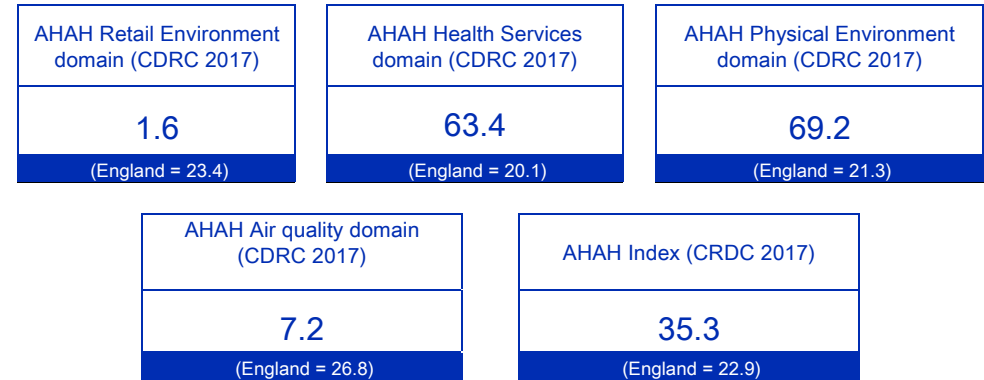 AHAH Retail Environment
domain (CDRC 2017)
1.6
(England = 23.4)
AHAH Health Services
domain (CDRC 2017)
63.4
(England = 20.1)
AHAH Physical Environment
domain (CDRC 2017)
69.2
(England = 21.3)
AHAH Air quality domain
(CDRC 2017)
7.2
(England = 26.8)
AHAH Index (CRDC 2017)
35.3
(England = 22.9)